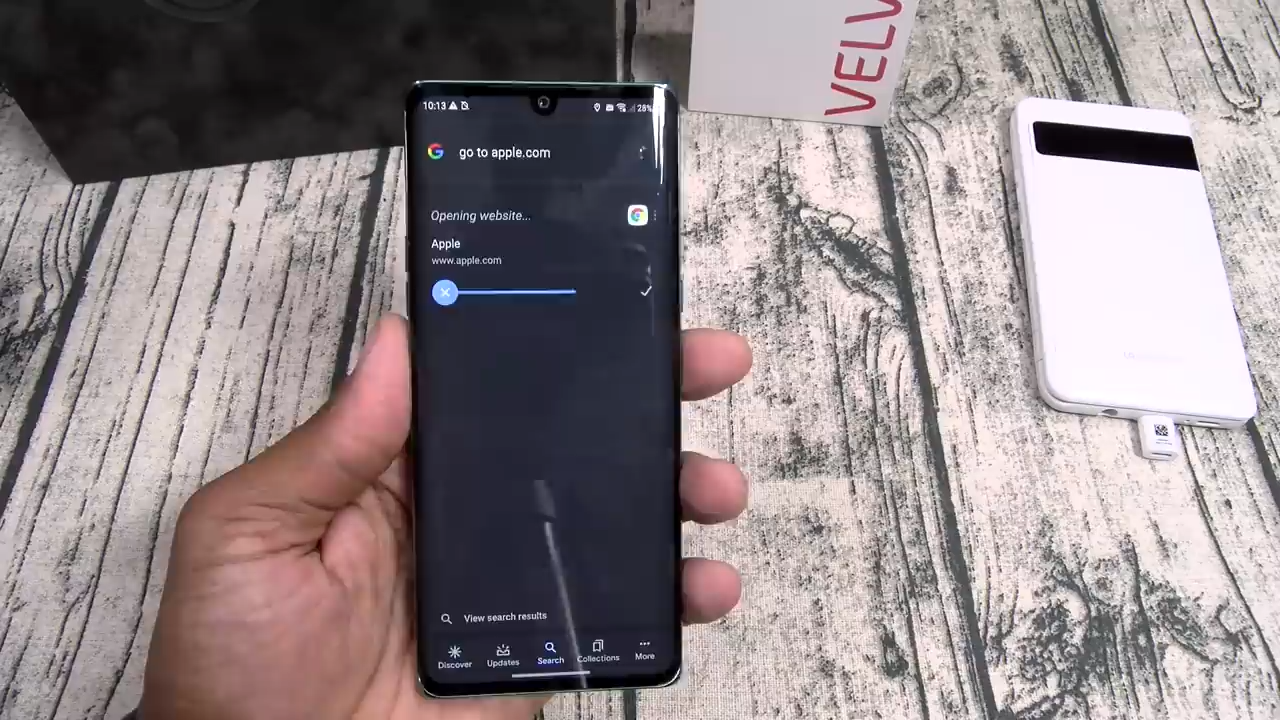 VELV
10:13
28%
go to apple.com
Opening website...
Apple
www.apple.com
View search results
Discover
Updates
Search
Collections
More